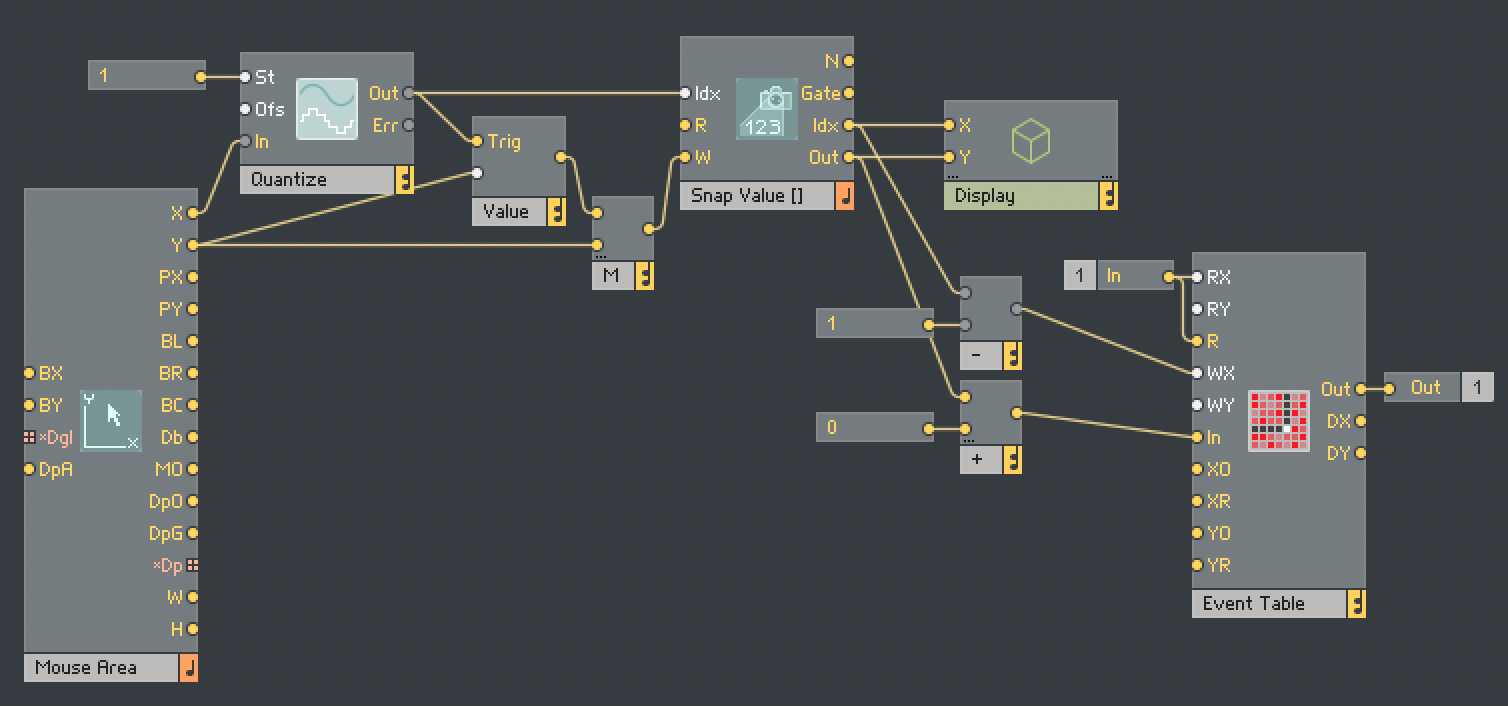 1
St
Ofs
In
Out
Err
Quantize
X
Y
PX
PY
BL
BR
BC
Db
MO
DpO
DpG
×Dp
W
H
BX
BY
×Dgl
DpA
Y
X
Mouse Area
Trig
Value
...
M
Idx
R
W
123
N
Gate
Idx
Out
Snap Value []
X
Y
...
...
Display
1
-
0
...
+
1 In
RX
RY
R
WX
WY
In
XO
XR
YO
YR
Out
DX
DY
Event Table
Out 1